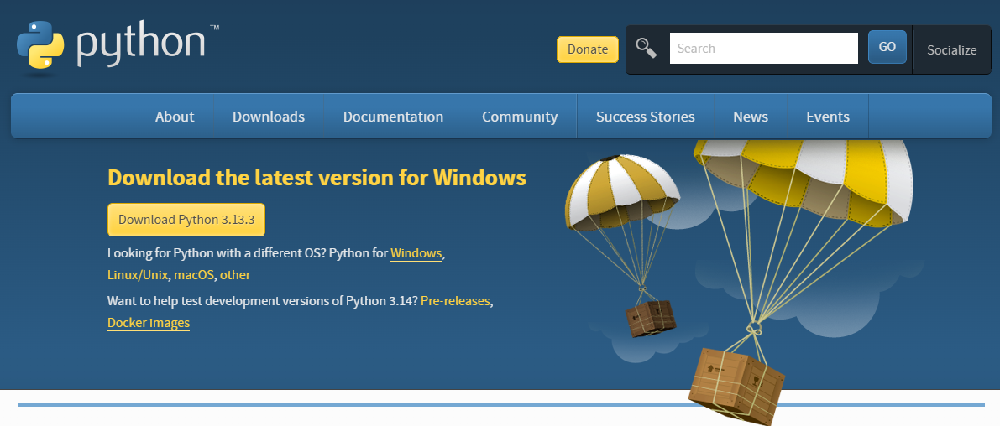 python™
Donate
Search
GO
Socialize
About Downloads Documentation Community Success Stories News Events
Download the latest version for Windows
Download Python 3.13.3
Looking for Python with a different OS? Python for Windows,
Linux/Unix, macOS, other
Want to help test development versions of Python 3.14? Pre-releases,
Docker images